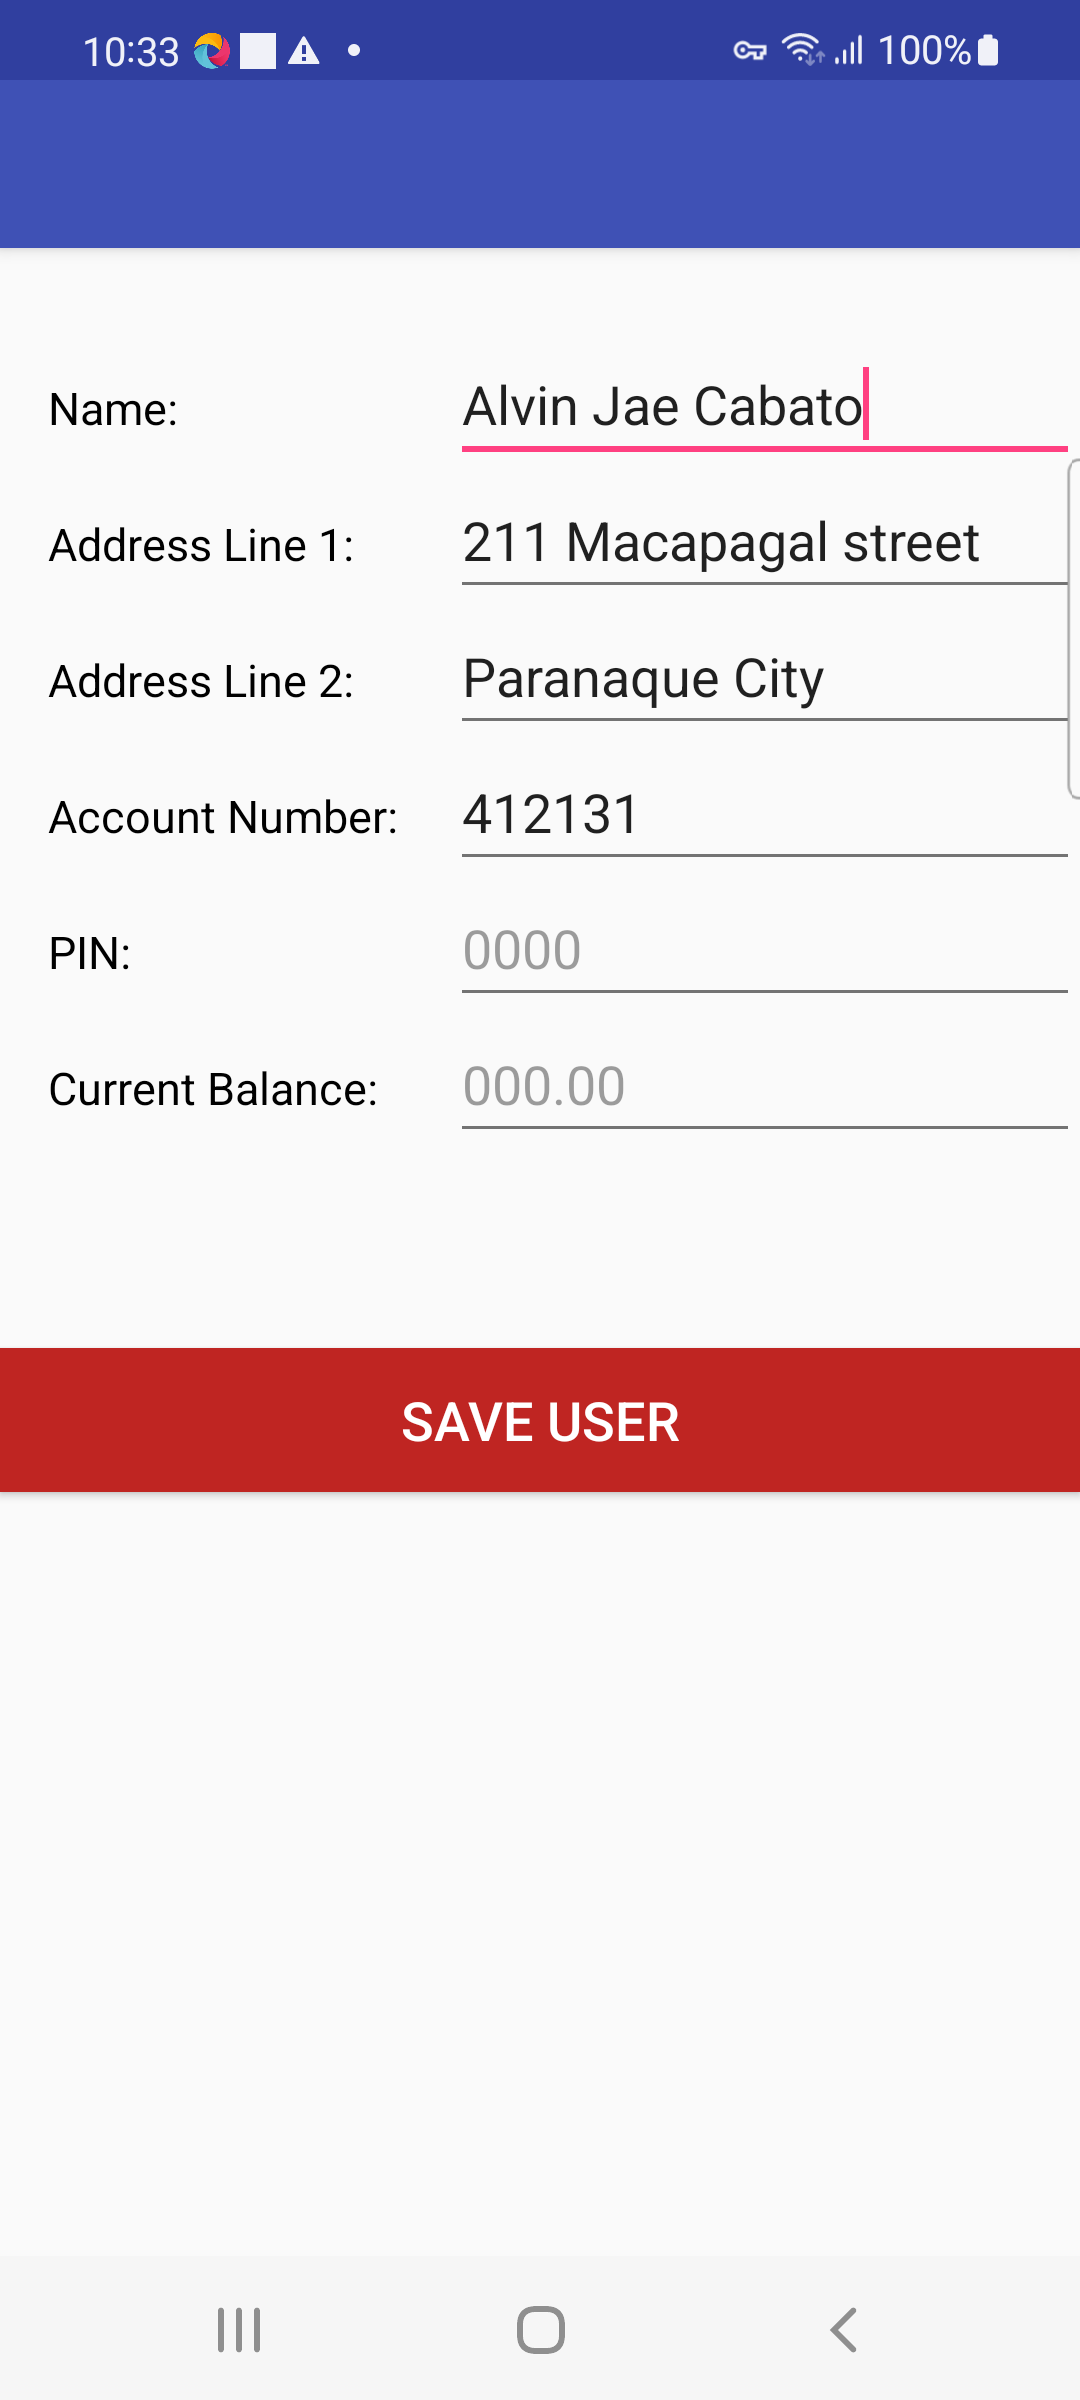 10:33 100%
Name: Alvin Jae Cabato
Address Line 1: 211 Macapagal street
Address Line 2: Paranaque City
Account Number: 412131
PIN: 0000
Current Balance: 000.00
SAVE USER